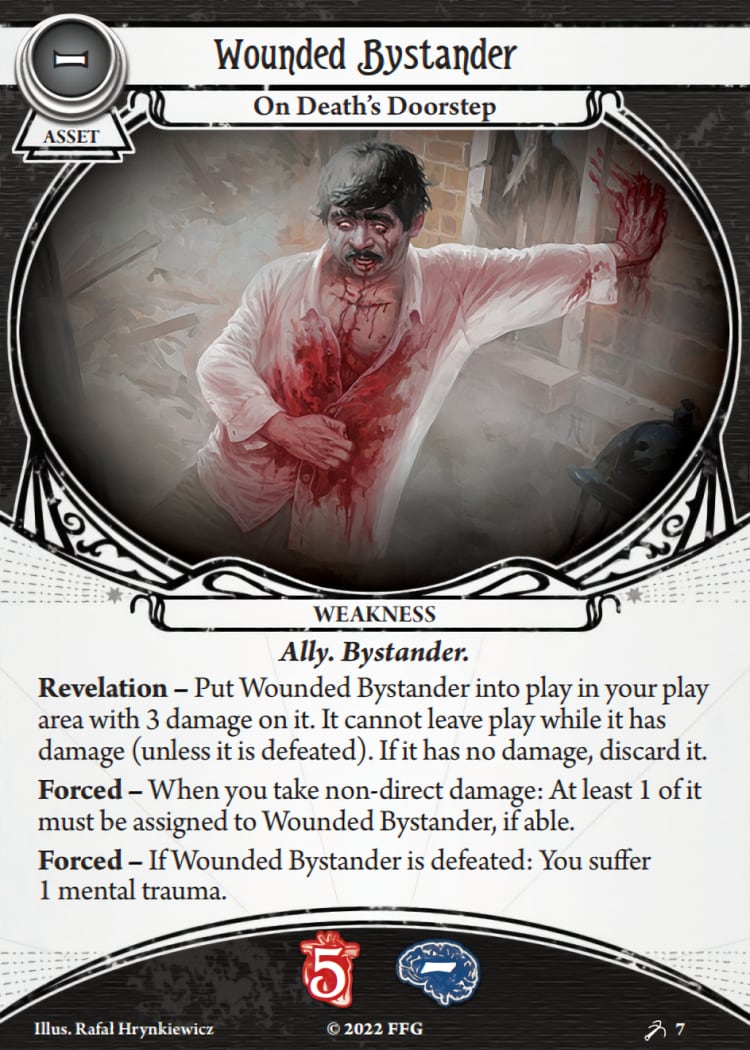 Wounded Bystander
On Death's Doorstep
ASSET
WEAKNESS
Ally. Bystander.
Revelation – Put Wounded Bystander into play in your play
area with 3 damage on it. It cannot leave play while it has
damage (unless it is defeated). If it has no damage, discard it.
Forced – When you take non-direct damage: At least 1 of it
must be assigned to Wounded Bystander, if able.
Forced – If Wounded Bystander is defeated: You suffer
1 mental trauma.
5 –
Illus. Rafał Hrynkiewicz © 2022 FFG 7